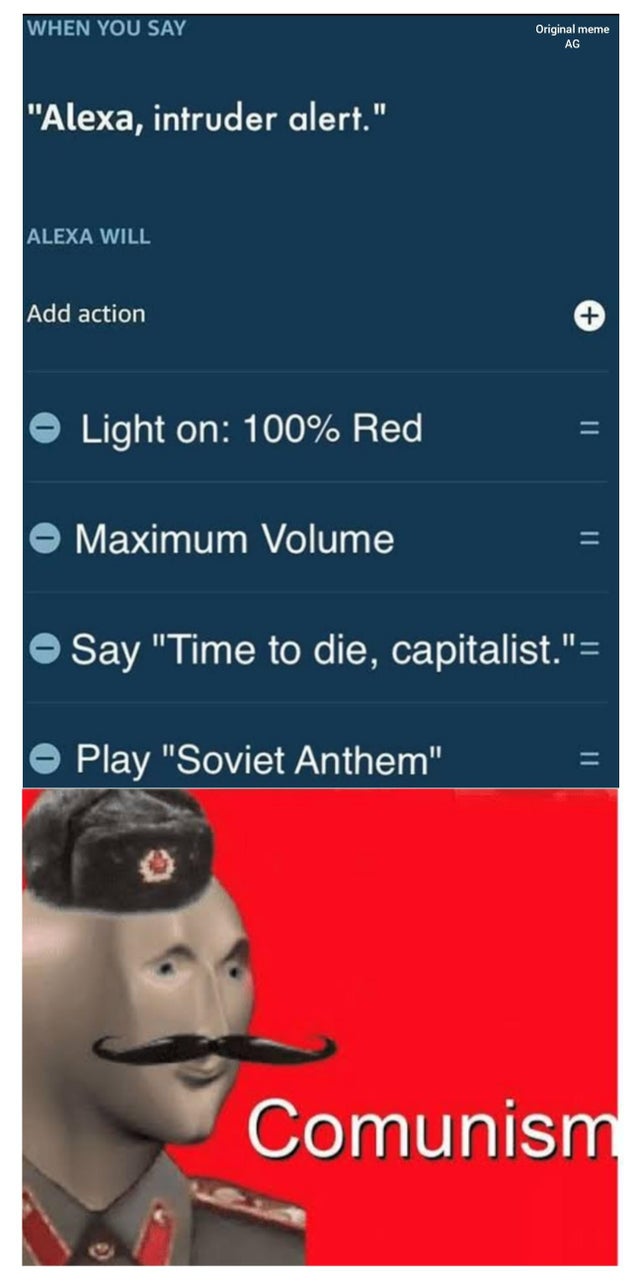 WHEN YOU SAY
Original meme
AG
"Alexa, intruder alert."
ALEXA WILL
Add action
Light on: 100% Red
Maximum Volume
Say "Time to die, capitalist."
Play "Soviet Anthem"
Comunism